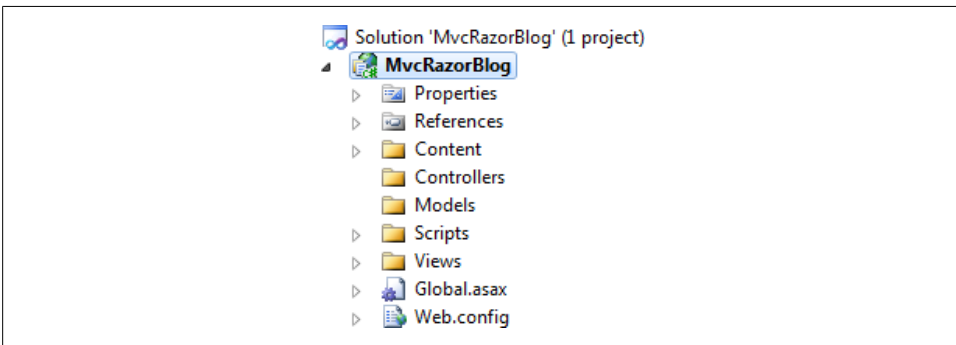 Solution 'MvcRazorBlog' (1 project)
MvcRazorBlog
Properties
References
Content
Controllers
Models
Scripts
Views
Global.asax
Web.config